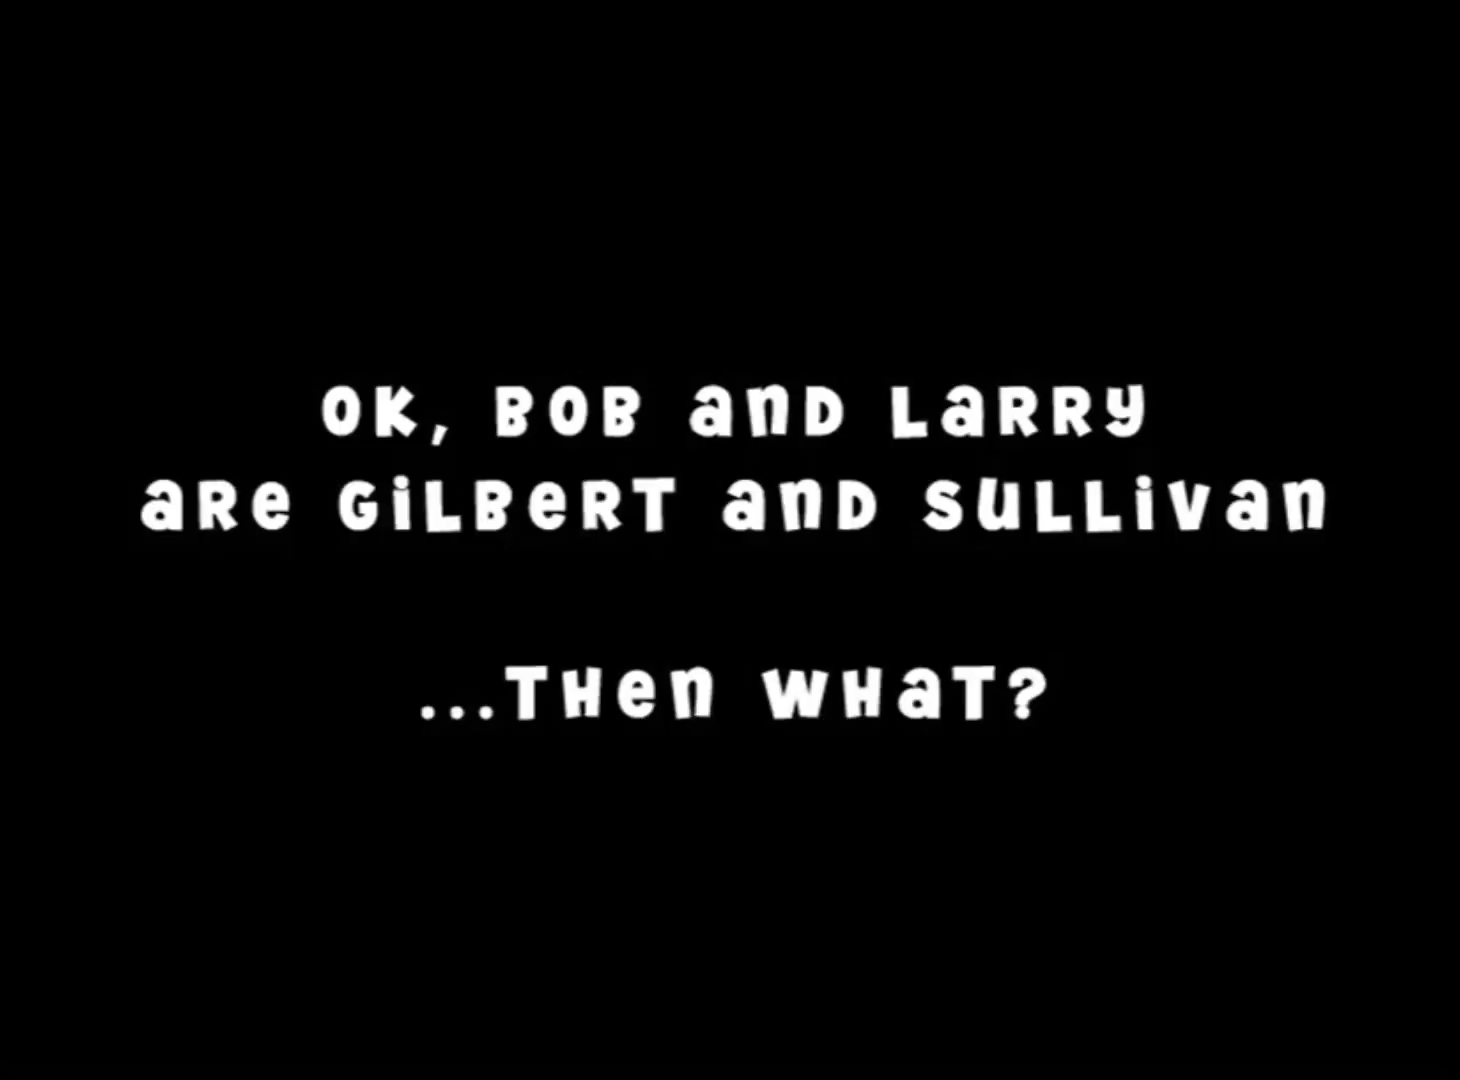 OK, BOB and LARRY
are GiLBERT and SULLivan
...THen WHaT?